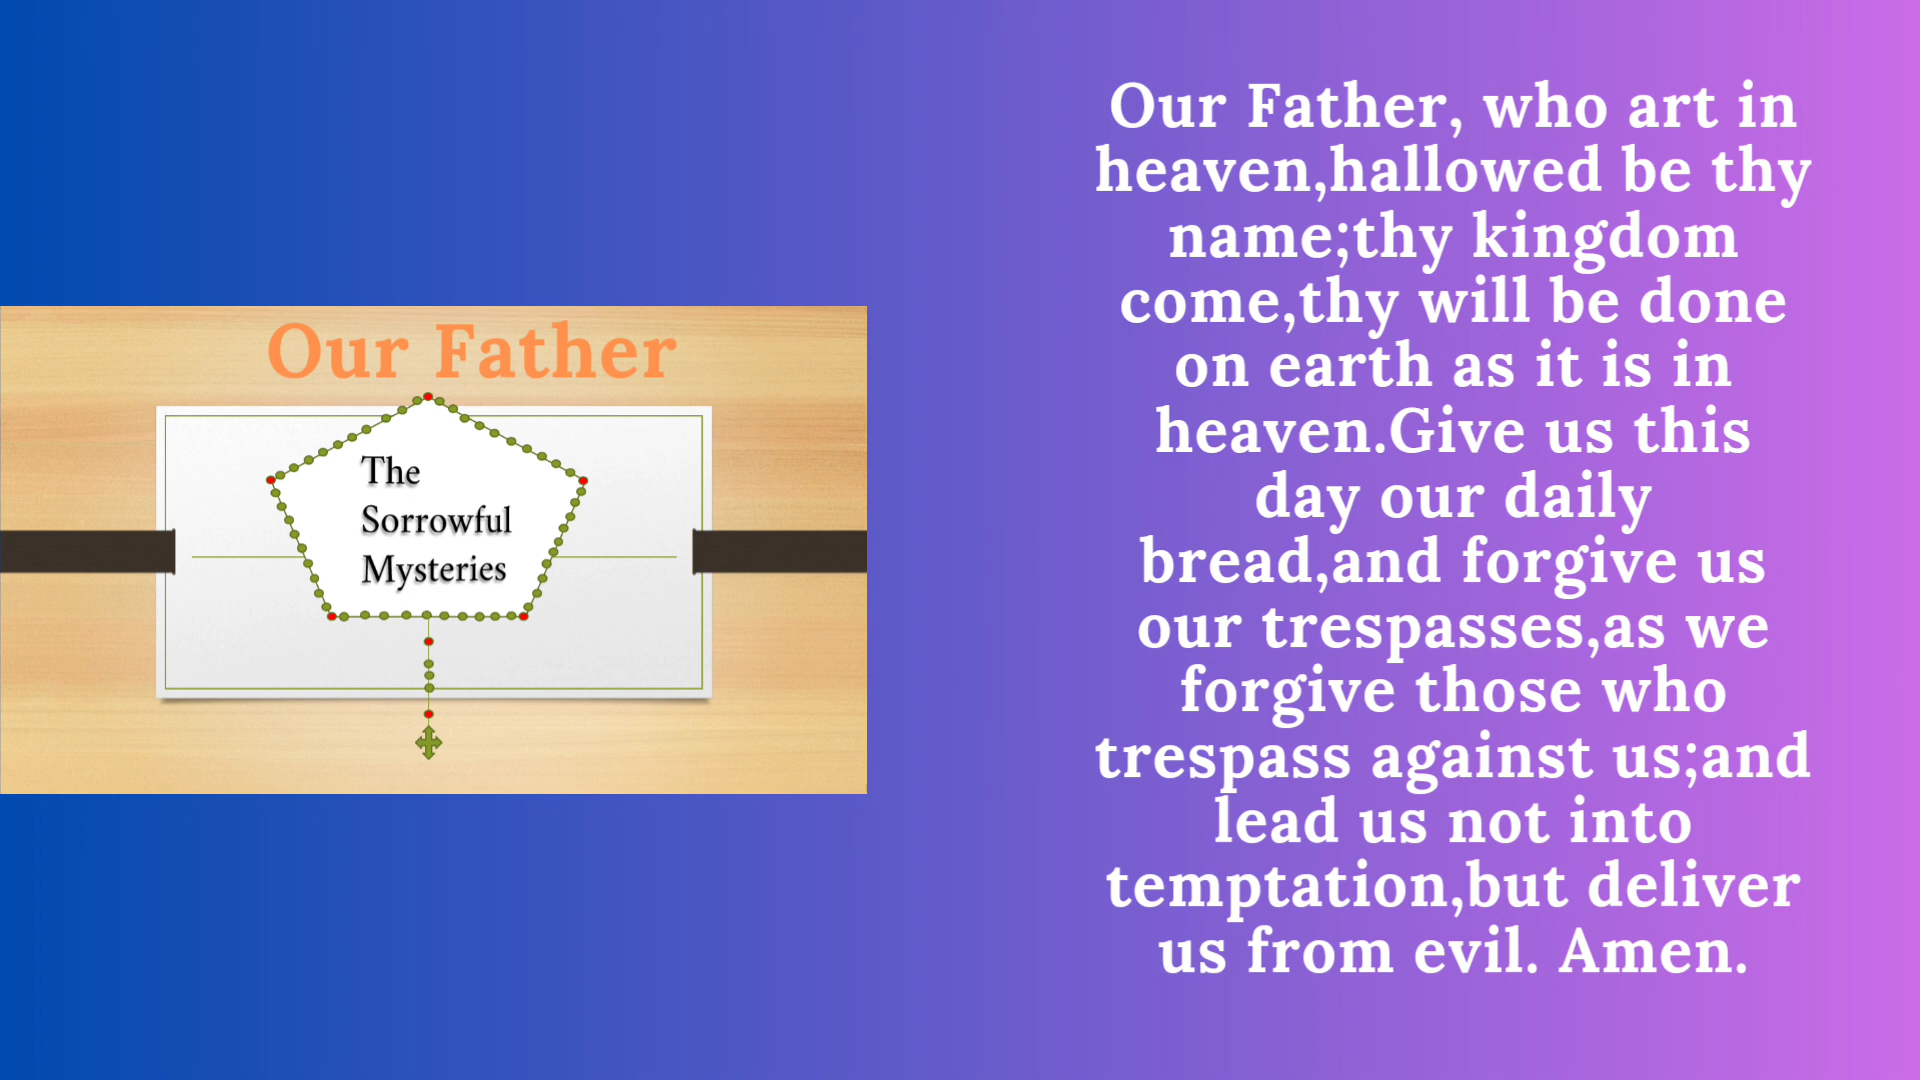 Our Father
The
Sorrowful
Mysteries
Our Father, who art in
heaven,hallowed be thy
name;thy kingdom
come,thy will be done
on earth as it is in
heaven.Give us this
day our daily
bread,and forgive us
our trespasses,as we
forgive those who
trespass against us;and
lead us not into
temptation,but deliver
us from evil. Amen.